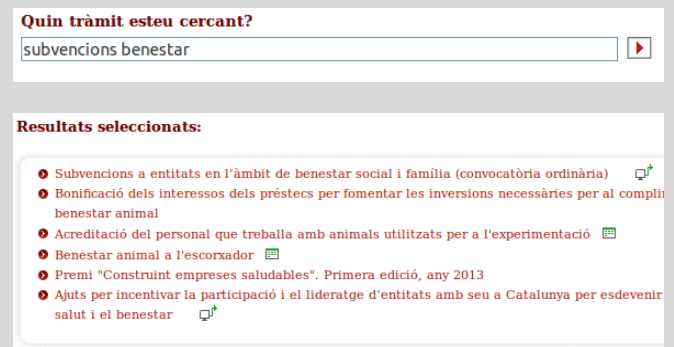 Quin tràmit esteu cercant?
subvencions benestar
Resultats seleccionats:
Subvencions a entitats en l’àmbit de benestar social i família (convocatòria ordinària)
Bonificació dels interessos dels préstecs per fomentar les inversions necessàries per al
benestar animal
Acreditació del personal que treballa amb animals utilitzats per a l'experimentació
Benestar animal a l'escorxador
Premi "Construint empreses saludables". Primera edició, any 2013
Ajuts per incentivar la participació i el lideratge d’entitats amb seu a Catalunya per esdevenir
salut i el benestar